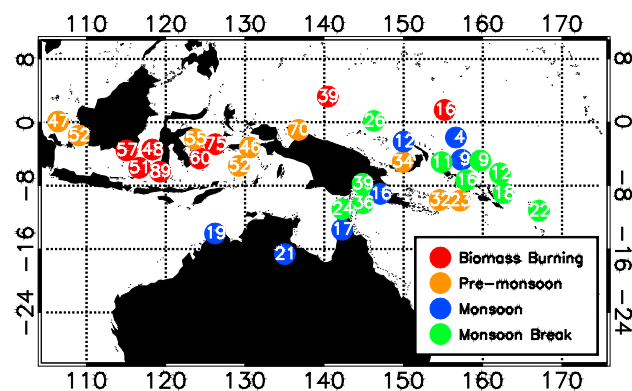 110 120 130 140 150 160 170
8 8
39 16
47 52 55 75 46 70 26 12 4
57 48 60 52 54 11 9 9 12
51 89 39 16 16 18
0 0
-8 -8
24 36 32 23 22
19 21 17
-16 -16
-24 -24
Biomass Burning
Pre-monsoon
Monsoon
Monsoon Break
110 120 130 140 150 160 170